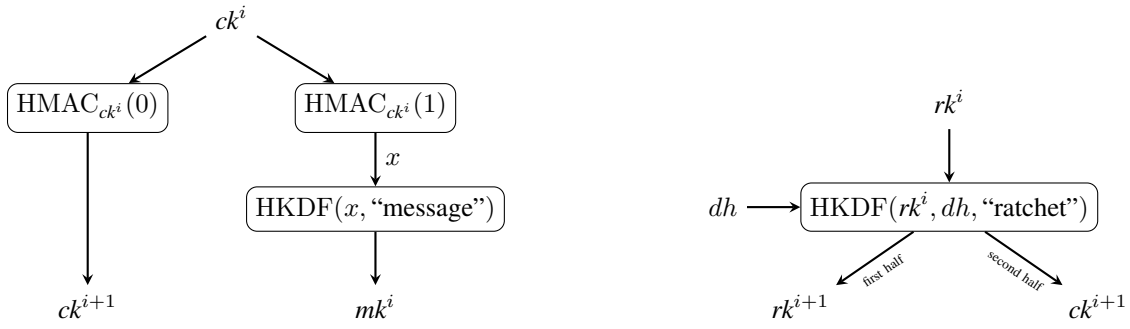 ck^i
HMAC_{ck^i}(0)
HMAC_{ck^i}(1)
x
HKDF(x, “message”)
ck^{i+1}
mk^i
rk^i
dh
HKDF(rk^i, dh, “ratchet”)
first half
second half
rk^{i+1}
ck^{i+1}